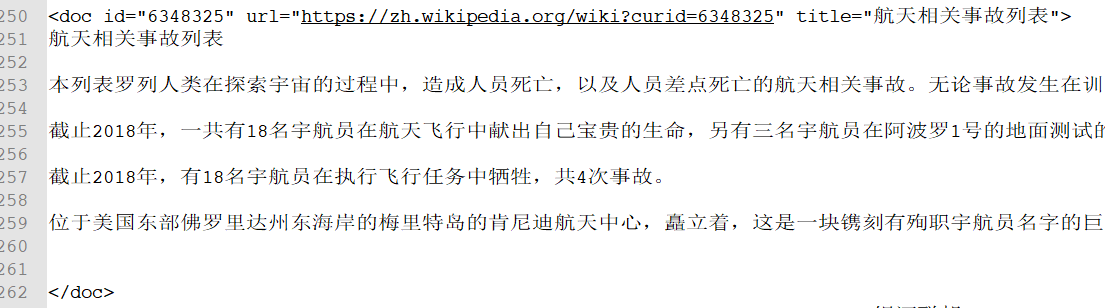 250 <doc id="6348325" url="https://zh.wikipedia.org/wiki?curid=6348325" title="航天相关事故列表">
251 航天相关事故列表
252
253 本列表罗列人类在探索宇宙的过程中，造成人员死亡，以及人员差点死亡的航天相关事故。无论事故发生在训
254
255 截止2018年，一共有18名宇航员在航天飞行中献出自己宝贵的生命，另有三名宇航员在阿波罗1号的地面测试的
256
257 截止2018年，有18名宇航员在执行飞行任务中牺牲，共4次事故。
258
259 位于美国东部佛罗里达州东海岸的梅里特岛的肯尼迪航天中心，矗立着，这是一块镌刻有殉职宇航员名字的巨
260
261
262 </doc>